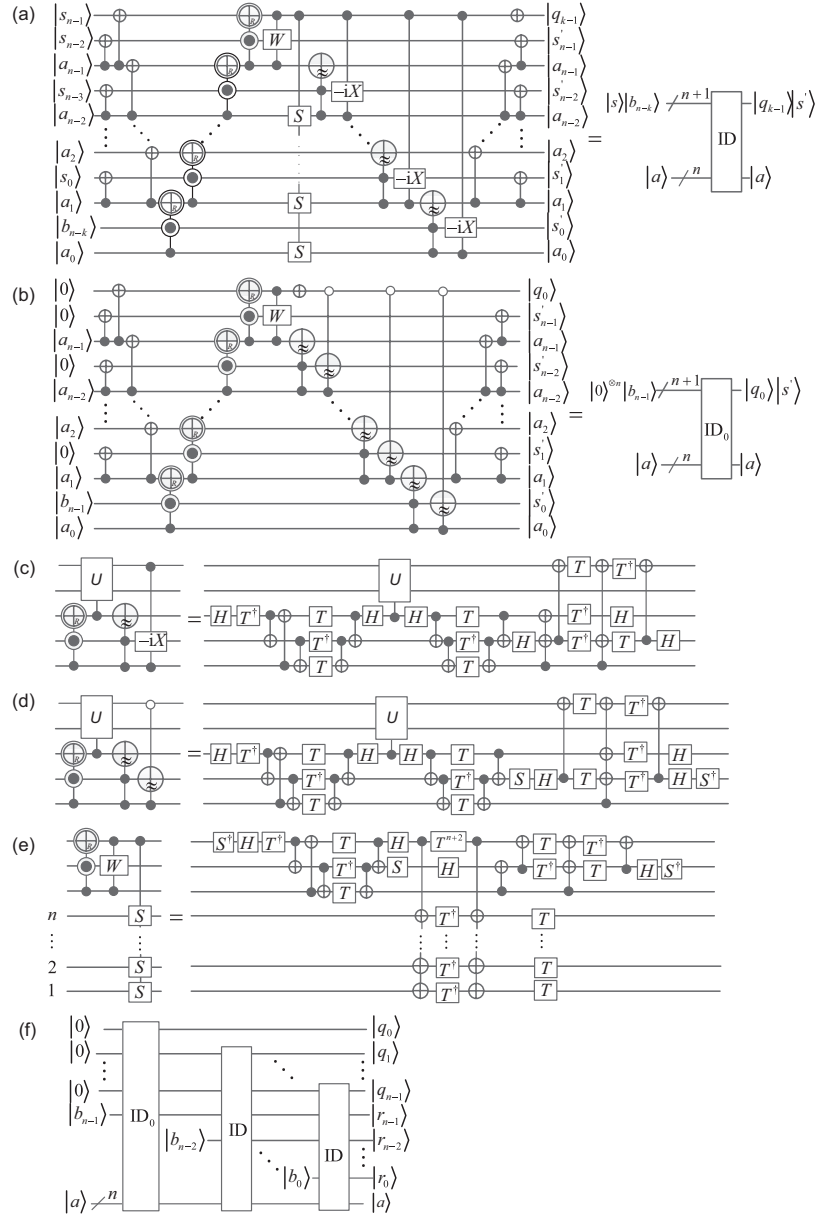 (a)
|s_{n−1}⟩ R |q_{k−1}⟩
|s_{n−2}⟩ W |s'_{n−1}⟩
|a_{n−1}⟩ R ≈ |a_{n−1}⟩
|s_{n−3}⟩ −iX |s'_{n−2}⟩
|a_{n−2}⟩ S |a_{n−2}⟩
|a_2⟩ R ≈ |a_2⟩
|s_0⟩ −iX |s'_1⟩
|a_1⟩ R S ≈ |a_1⟩
|b_{n−k}⟩ −iX |s'_0⟩
|a_0⟩ S |a_0⟩
= |s⟩|b_{n−k}⟩ n+1 ID |q_{k−1}⟩|s'⟩
|a⟩ n |a⟩
(b)
|0⟩ R |q_0⟩
|0⟩ W |s'_{n−1}⟩
|a_{n−1}⟩ R ≈ |a_{n−1}⟩
|0⟩ ≈ |s'_{n−2}⟩
|a_{n−2}⟩ |a_{n−2}⟩
|a_2⟩ R ≈ |a_2⟩
|0⟩ ≈ |s'_1⟩
|a_1⟩ R ≈ |a_1⟩
|b_{n−1}⟩ ≈ |s'_0⟩
|a_0⟩ |a_0⟩
= |0⟩^{⊗n}|b_{n−1}⟩ n+1 ID_0 |q_0⟩|s'⟩
|a⟩ n |a⟩
(c)
U = U T T†
R ≈ H T† T H H T T† H
−iX T† T† H T† T H
T T
(d)
U = U T T†
R ≈ H T† T H H T T† H
≈ T† T† S H T T† H S†
T T
(e)
R = S† H T† T H T^{n+2} T T†
W T† S H T† T H S†
T
n S T† T
2 S T† T
1 S T† T
(f)
|0⟩ ID_0 |q_0⟩
|0⟩ ID |q_1⟩
|0⟩ ID |q_{n−1}⟩
|b_{n−1}⟩ |r_{n−1}⟩
|b_{n−2}⟩ |r_{n−2}⟩
|b_0⟩ |r_0⟩
|a⟩ n |a⟩